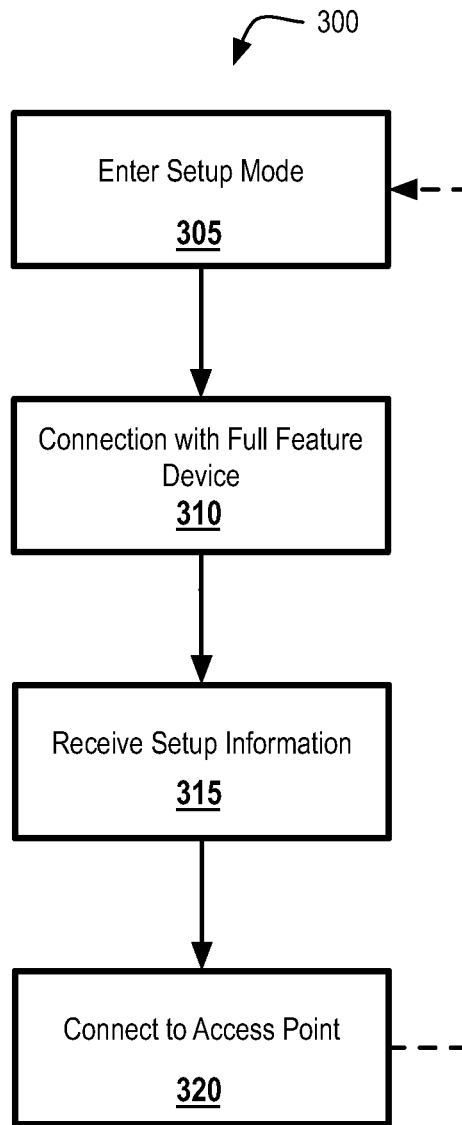 300
Enter Setup Mode
305
Connection with Full Feature
Device
310
Receive Setup Information
315
Connect to Access Point
320